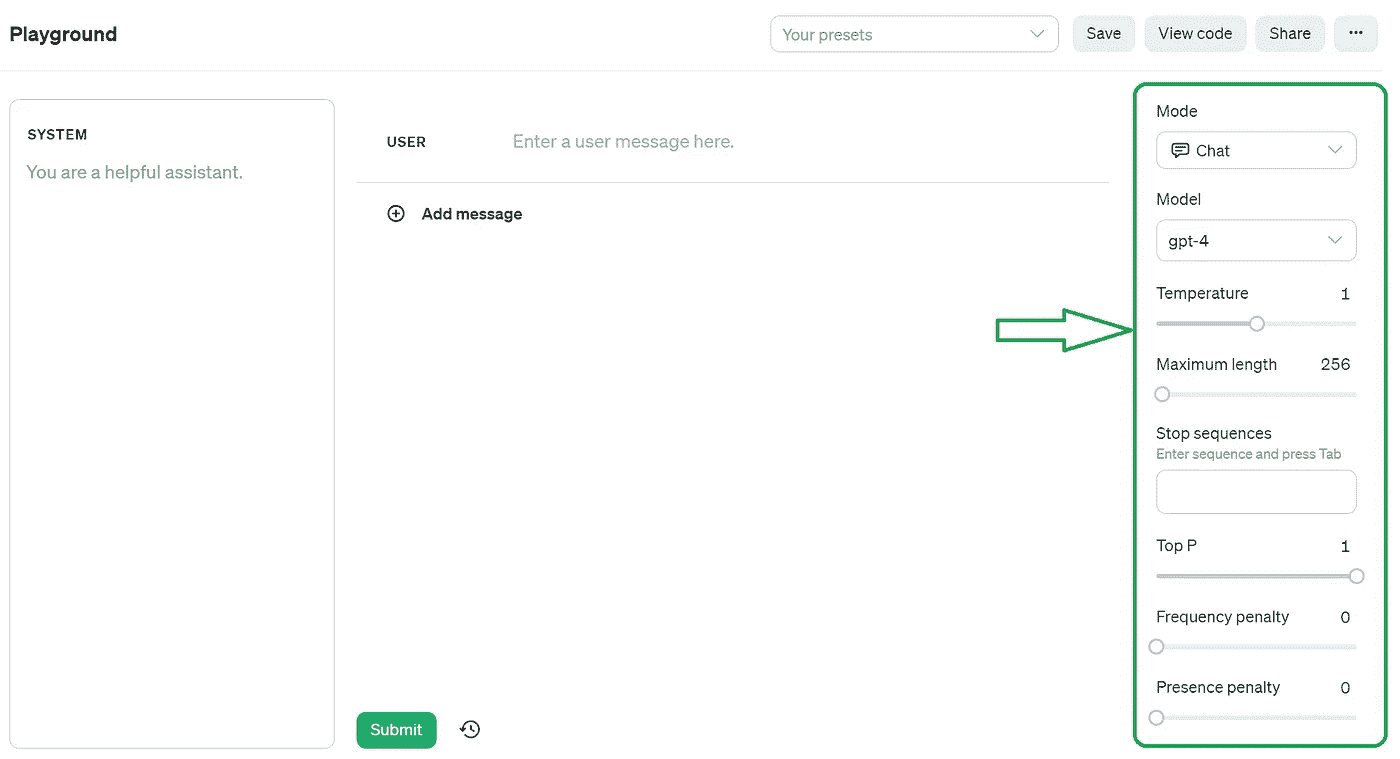 Playground
Your presets
Save
View code
Share
...
SYSTEM
You are a helpful assistant.
USER
Enter a user message here.
Add message
Submit
Mode
Chat
Model
gpt-4
Temperature 1
Maximum length 256
Stop sequences
Enter sequence and press Tab
Top P 1
Frequency penalty 0
Presence penalty 0